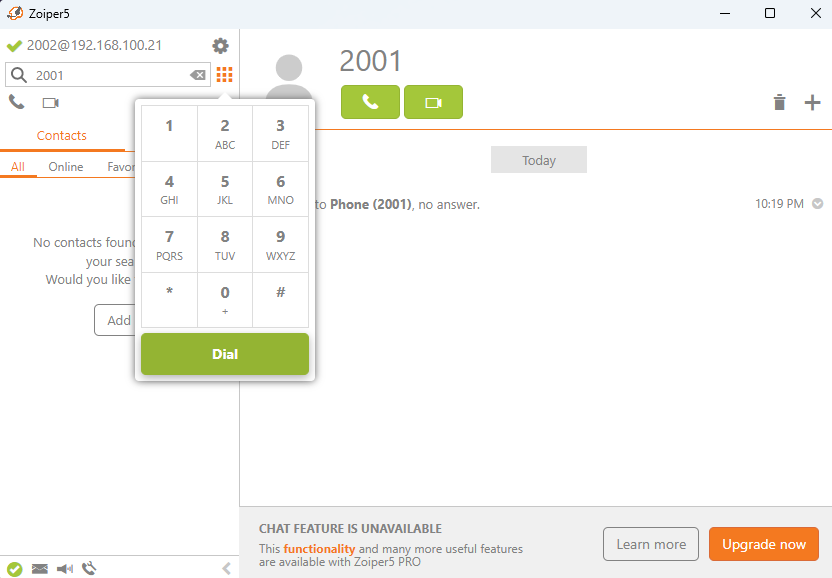 Zoiper5
2002@192.168.100.21
2001
Contacts
All Online Favor
No contacts foun
your sea
Would you like
Add
1
2 ABC
3 DEF
4 GHI
5 JKL
6 MNO
7 PQRS
8 TUV
9 WXYZ
*
0 +
#
Dial
2001
Today
to Phone (2001), no answer.
10:19 PM
CHAT FEATURE IS UNAVAILABLE
This functionality and many more useful features
are available with Zoiper5 PRO
Learn more
Upgrade now